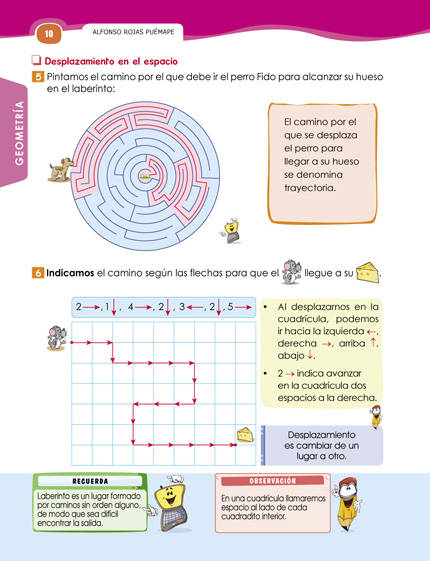 10
ALFONSO ROJAS PUÉMAPE
Desplazamiento en el espacio
5 Pintamos el camino por el que debe ir el perro Fido para alcanzar su hueso
en el laberinto:
GEOMETRÍA
El camino por el
que se desplaza
el perro para
llegar a su hueso
se denomina
trayectoria.
6 Indicamos el camino según las flechas para que el llegue a su .
2 →, 1 ↓, 4 →, 2 ↓, 3 ←, 2 ↓, 5 →
• Al desplazarnos en la
cuadrícula, podemos
ir hacia la izquierda ←,
derecha →, arriba ↑,
abajo ↓.
• 2 → indica avanzar
en la cuadrícula dos
espacios a la derecha.
Desplazamiento
es cambiar de un
lugar a otro.
RECUERDA
Laberinto es un lugar formado
por caminos sin orden alguno,
de modo que sea difícil
encontrar la salida.
OBSERVACIÓN
En una cuadrícula llamaremos
espacio al lado de cada
cuadradito interior.